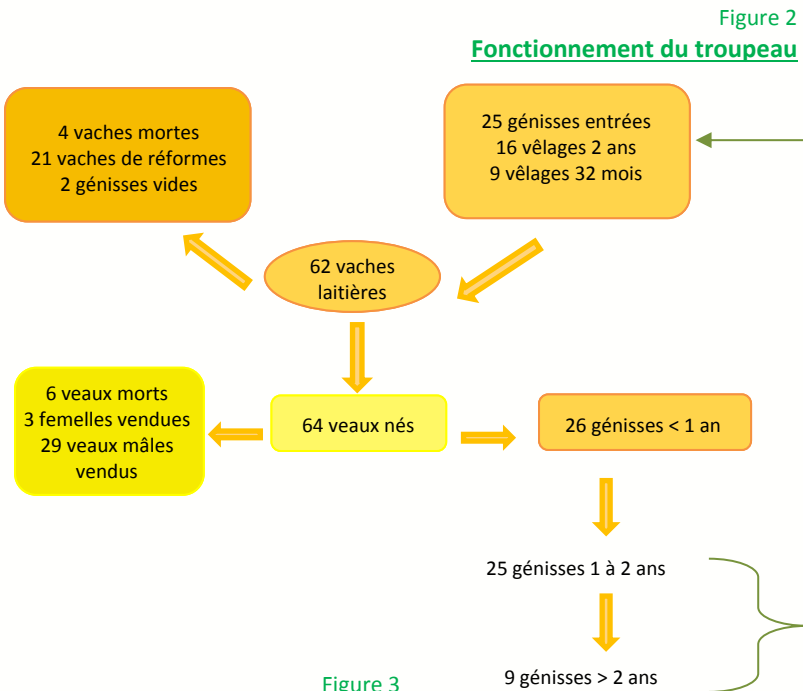 Figure 2
Fonctionnement du troupeau
4 vaches mortes
21 vaches de réformes
2 génisses vides
25 génisses entrées
16 vêlages 2 ans
9 vêlages 32 mois
62 vaches
laitières
6 veaux morts
3 femelles vendues
29 veaux mâles
vendus
64 veaux nés
26 génisses < 1 an
25 génisses 1 à 2 ans
9 génisses > 2 ans
Figure 3